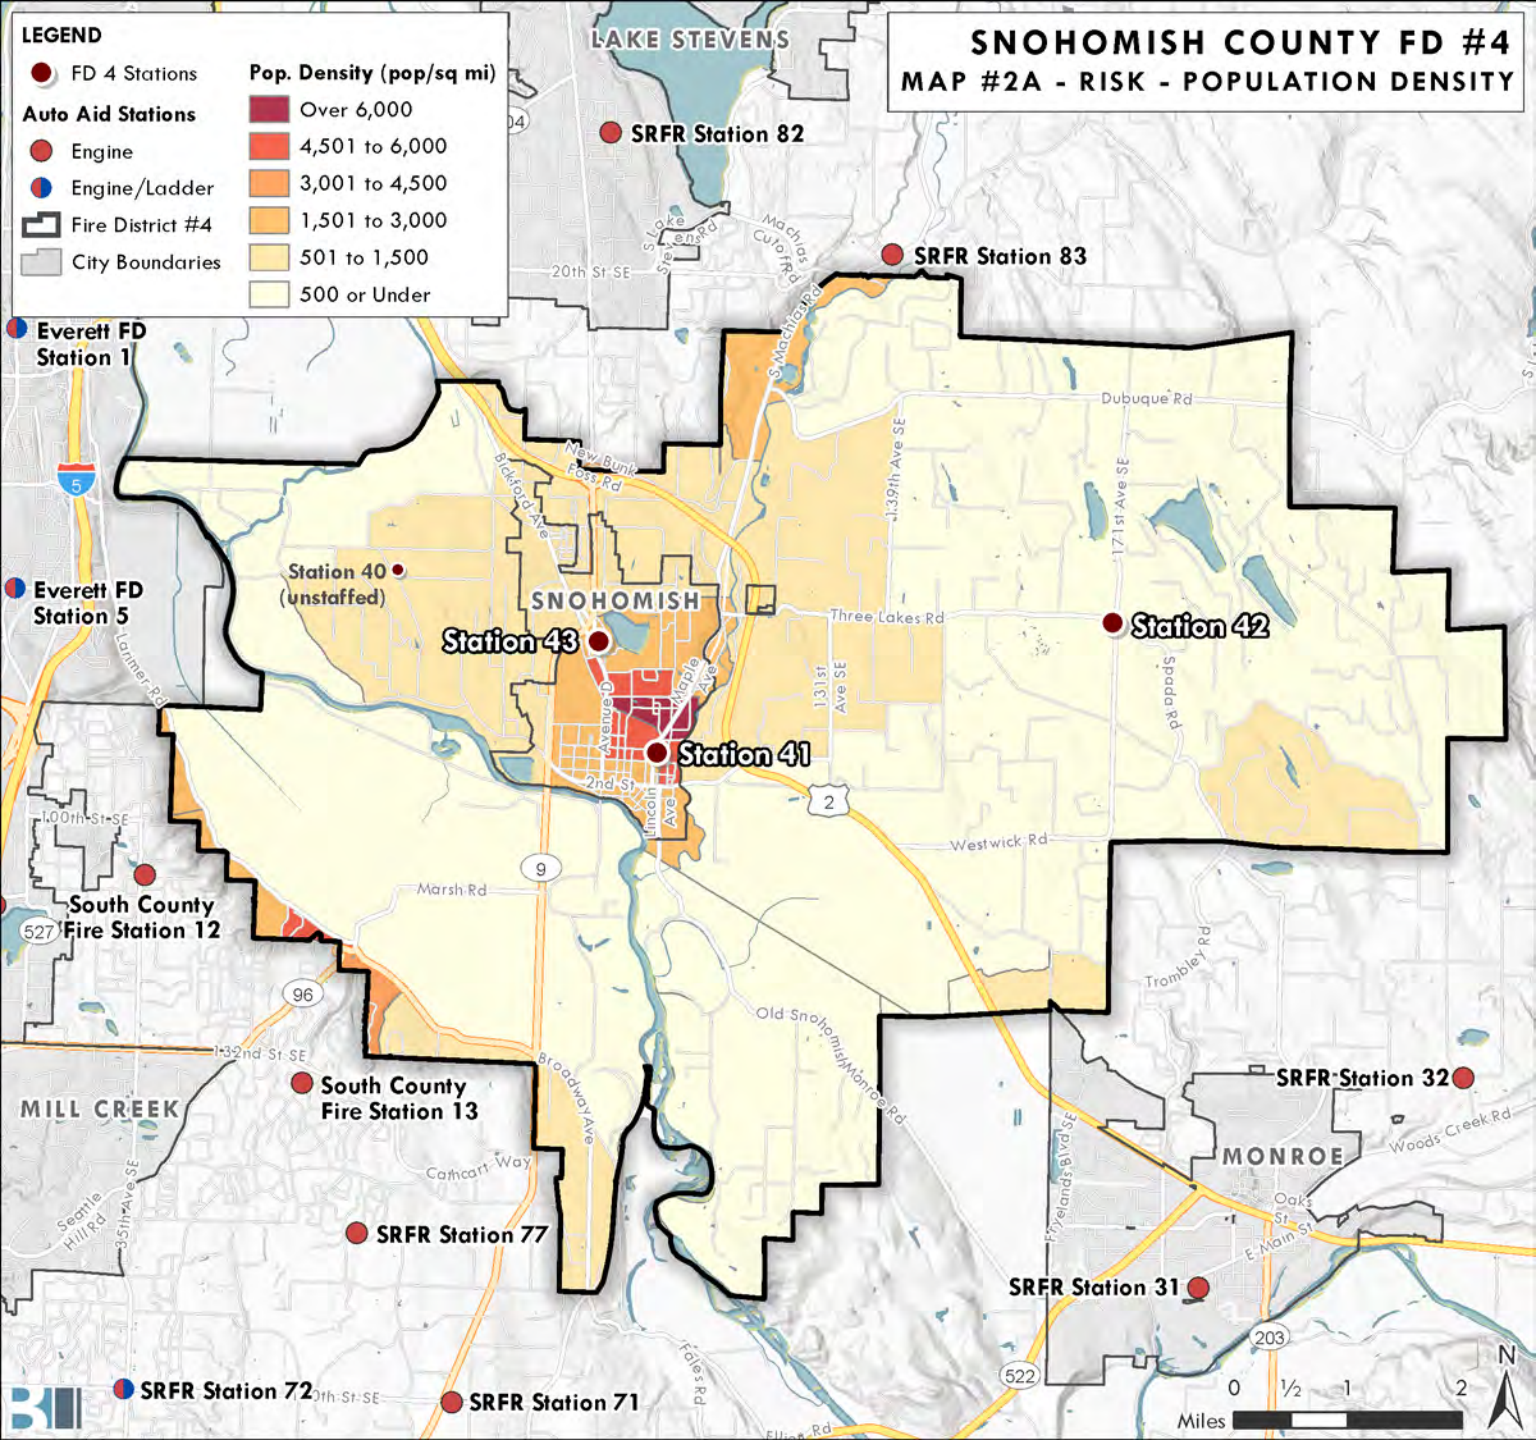 SNOHOMISH COUNTY FD #4
MAP #2A - RISK - POPULATION DENSITY
LEGEND
FD 4 Stations
Auto Aid Stations
Engine
Engine/Ladder
Fire District #4
City Boundaries
Pop. Density (pop/sq mi)
Over 6,000
4,501 to 6,000
3,001 to 4,500
1,501 to 3,000
501 to 1,500
500 or Under
LAKE STEVENS
04
SRFR Station 82
S Lake
Stevens Rd
Machias
Cutoff Rd
20th St SE
SRFR Station 83
S Machias Rd
Everett FD
Station 1
Dubuque Rd
New Bunk
Foss Rd
Bickford Ave
139th Ave SE
171st Ave SE
5
Station 40
(unstaffed)
Everett FD
Station 5
SNOHOMISH
Three Lakes Rd
Station 42
Station 43
Larimer Rd
Maple
Ave
131st
Ave SE
Spada Rd
Avenue D
Station 41
2nd St
Lincoln
Ave
2
100th St SE
Westwick Rd
9
Marsh Rd
South County
Fire Station 12
527
96
Trombley Rd
Old Snohomish Monroe Rd
132nd St SE
Broadway Ave
South County
Fire Station 13
MILL CREEK
SRFR Station 32
Woods Creek Rd
MONROE
Fryelands Blvd SE
Cathcart Way
35th Ave SE
Seattle
Hill Rd
Oaks
St
E Main St
SRFR Station 77
SRFR Station 31
203
522
Fales Rd
SRFR Station 72
0th St SE
SRFR Station 71
Elliott Rd
N
0 ½ 1 2
Miles